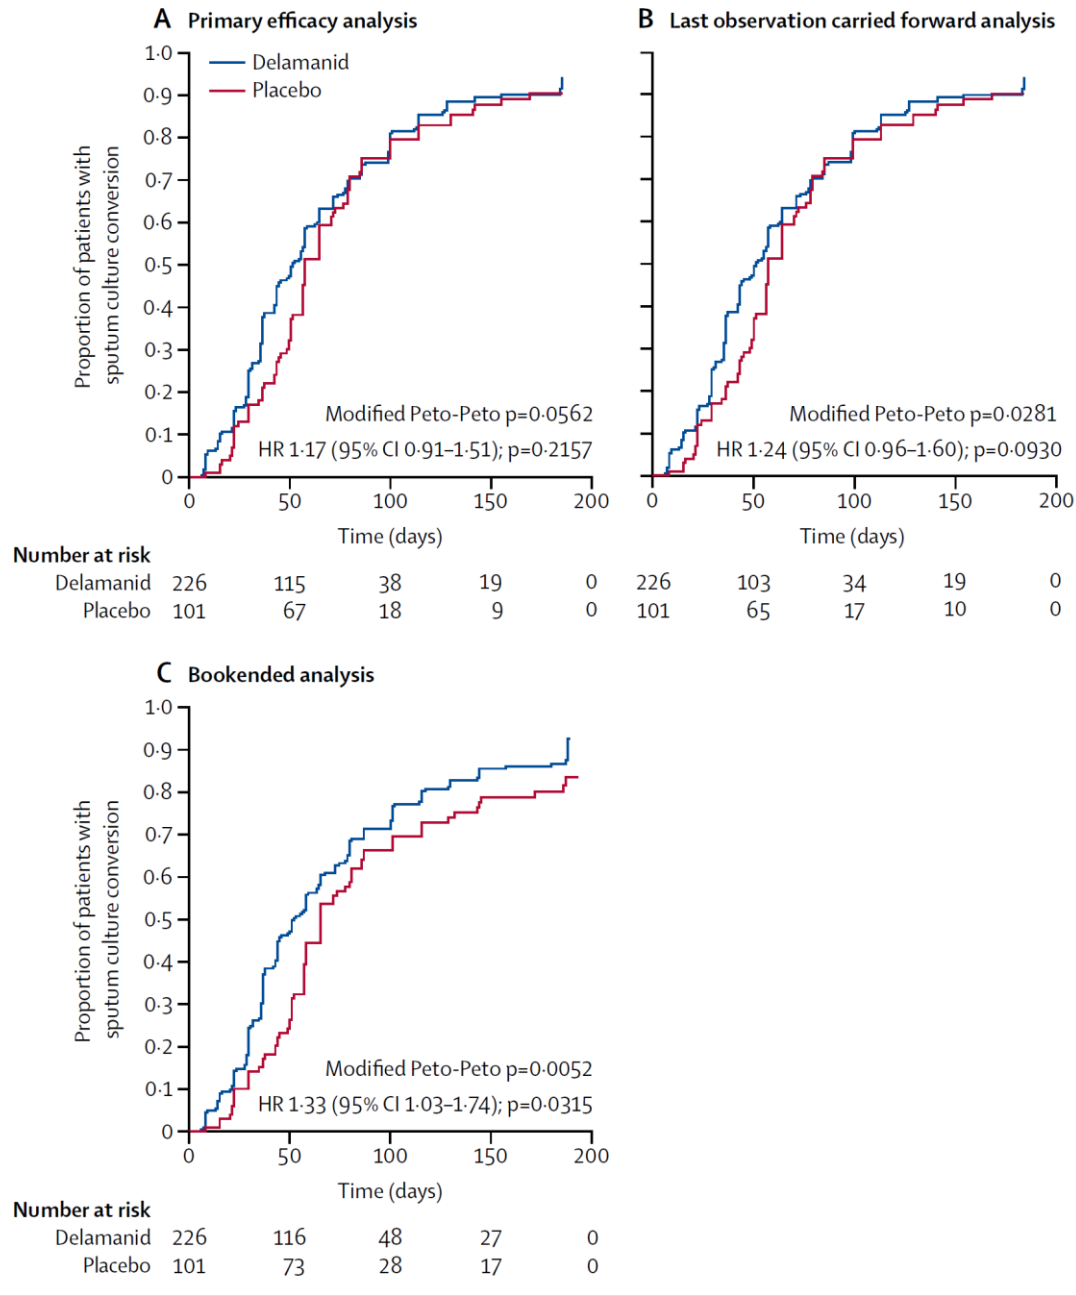 A Primary efficacy analysis
1·0
0·9
0·8
0·7
0·6
0·5
0·4
0·3
0·2
0·1
0
Proportion of patients with
sputum culture conversion
Delamanid
Placebo
Modified Peto-Peto p=0·0562
HR 1·17 (95% CI 0·91–1·51); p=0·2157
0 50 100 150 200
Time (days)
B Last observation carried forward analysis
Modified Peto-Peto p=0·0281
HR 1·24 (95% CI 0·96–1·60); p=0·0930
0 50 100 150 200
Time (days)
Number at risk
Delamanid 226 115 38 19 0 226 103 34 19 0
Placebo 101 67 18 9 0 101 65 17 10 0
C Bookended analysis
1·0
0·9
0·8
0·7
0·6
0·5
0·4
0·3
0·2
0·1
0
Proportion of patients with
sputum culture conversion
Modified Peto-Peto p=0·0052
HR 1·33 (95% CI 1·03–1·74); p=0·0315
0 50 100 150 200
Time (days)
Number at risk
Delamanid 226 116 48 27 0
Placebo 101 73 28 17 0